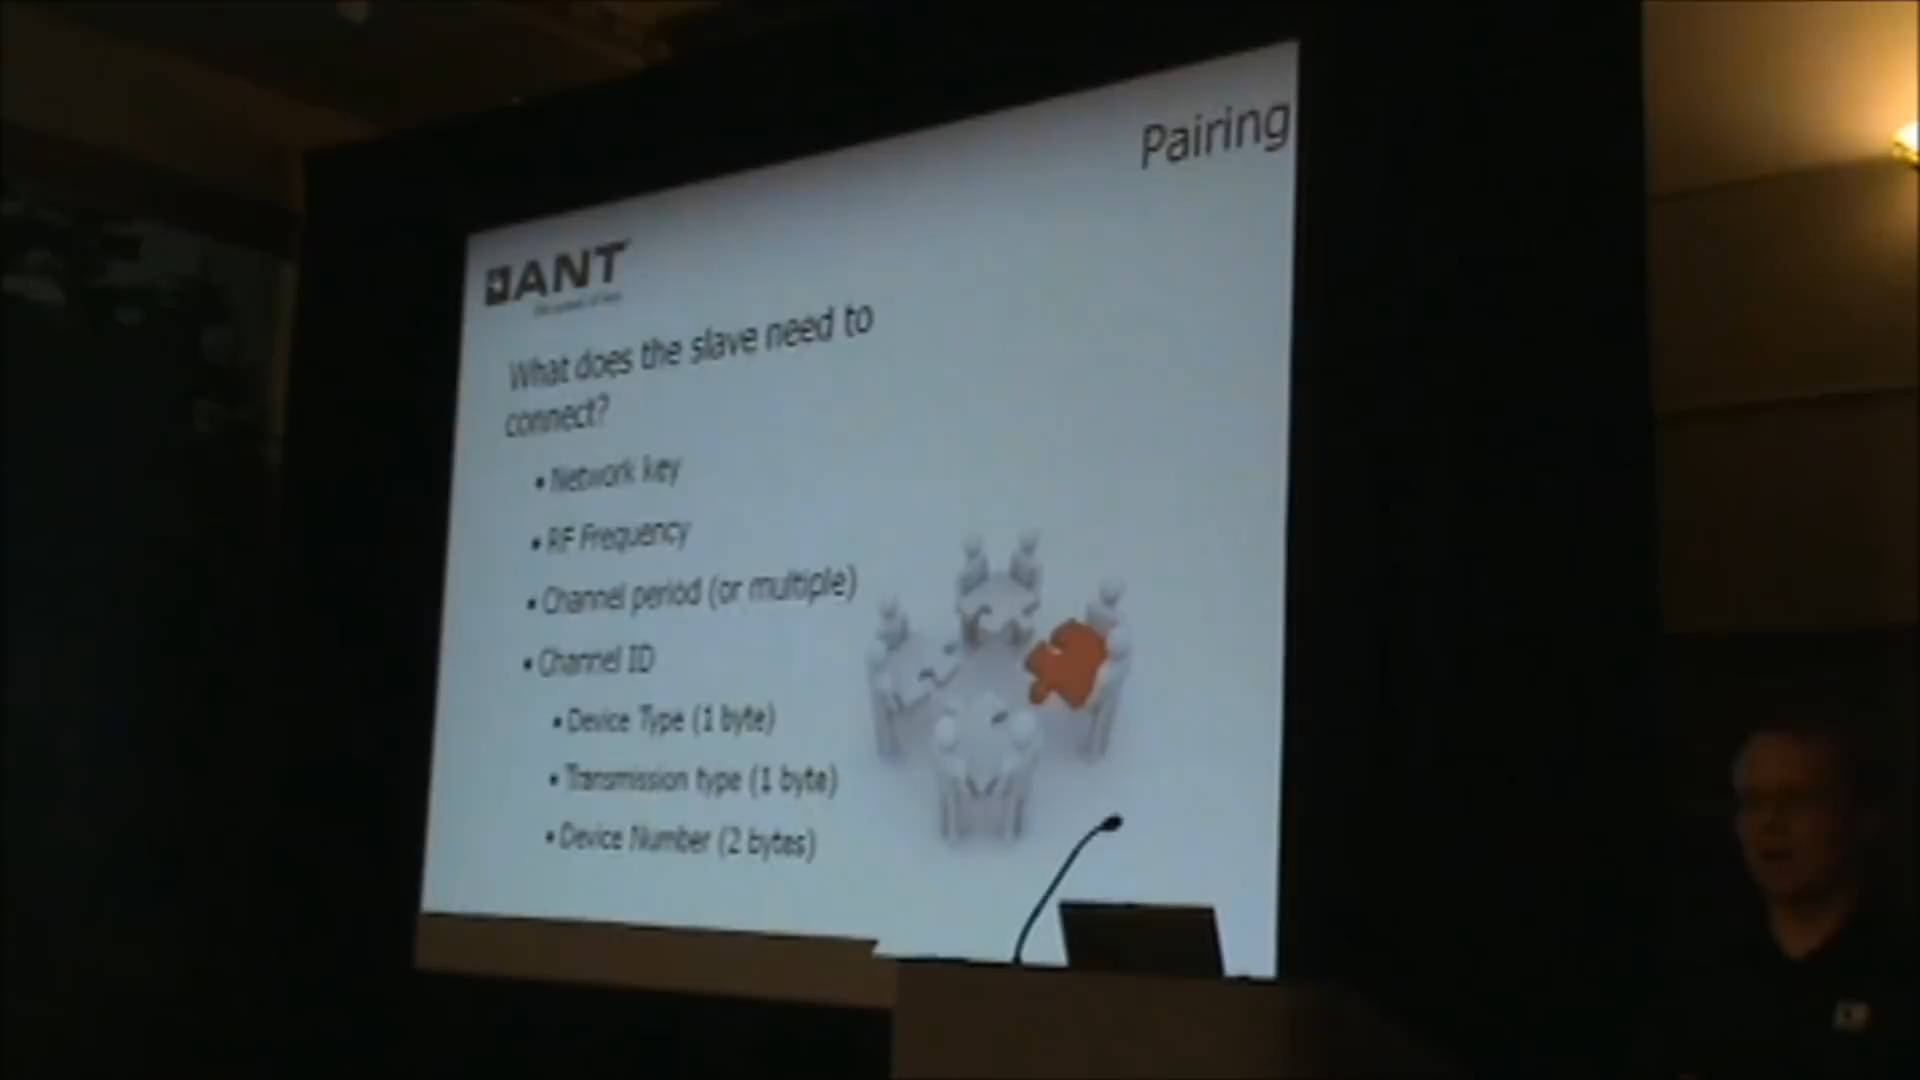 Pairing
ANT
What does the slave need to
connect?
• Network key
• RF Frequency
• Channel period (or multiple)
• Channel ID
• Device Type (1 byte)
• Transmission type (1 byte)
• Device Number (2 bytes)